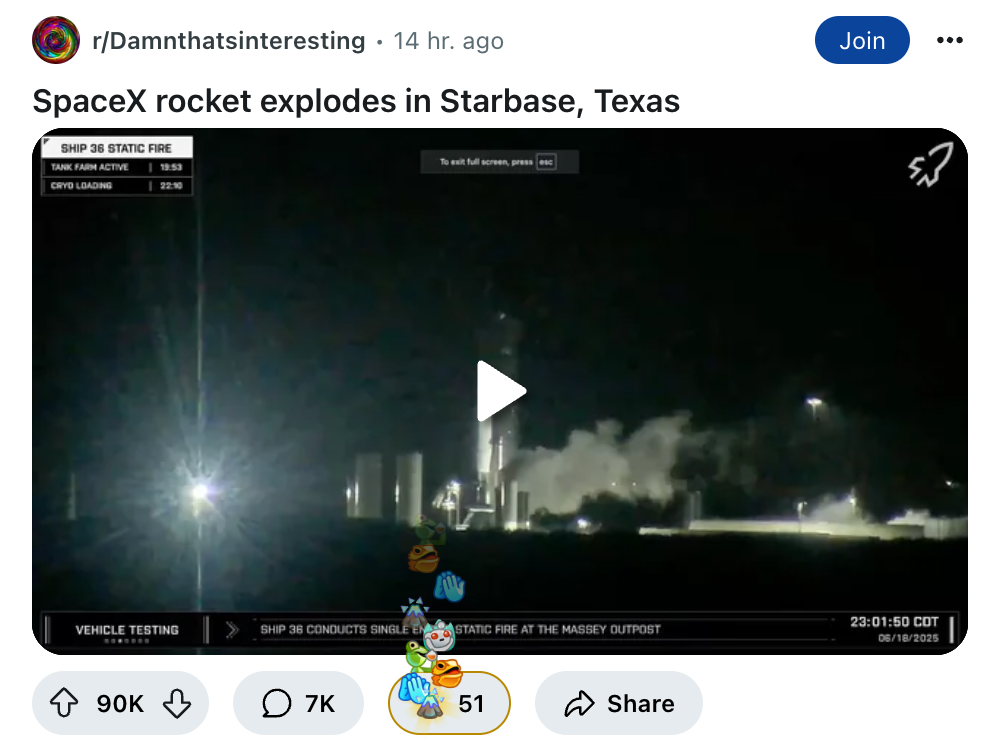 r/Damnthatsinteresting • 14 hr. ago
Join
SpaceX rocket explodes in Starbase, Texas
SHIP 36 STATIC FIRE
TANK FARM ACTIVE | 19:53
CRYO LOADING | 22:10
To exit full screen, press esc
VEHICLE TESTING
SHIP 36 CONDUCTS SINGLE STATIC FIRE AT THE MASSEY OUTPOST
23:01:50 CDT
06/18/2025
90K
7K
51
Share